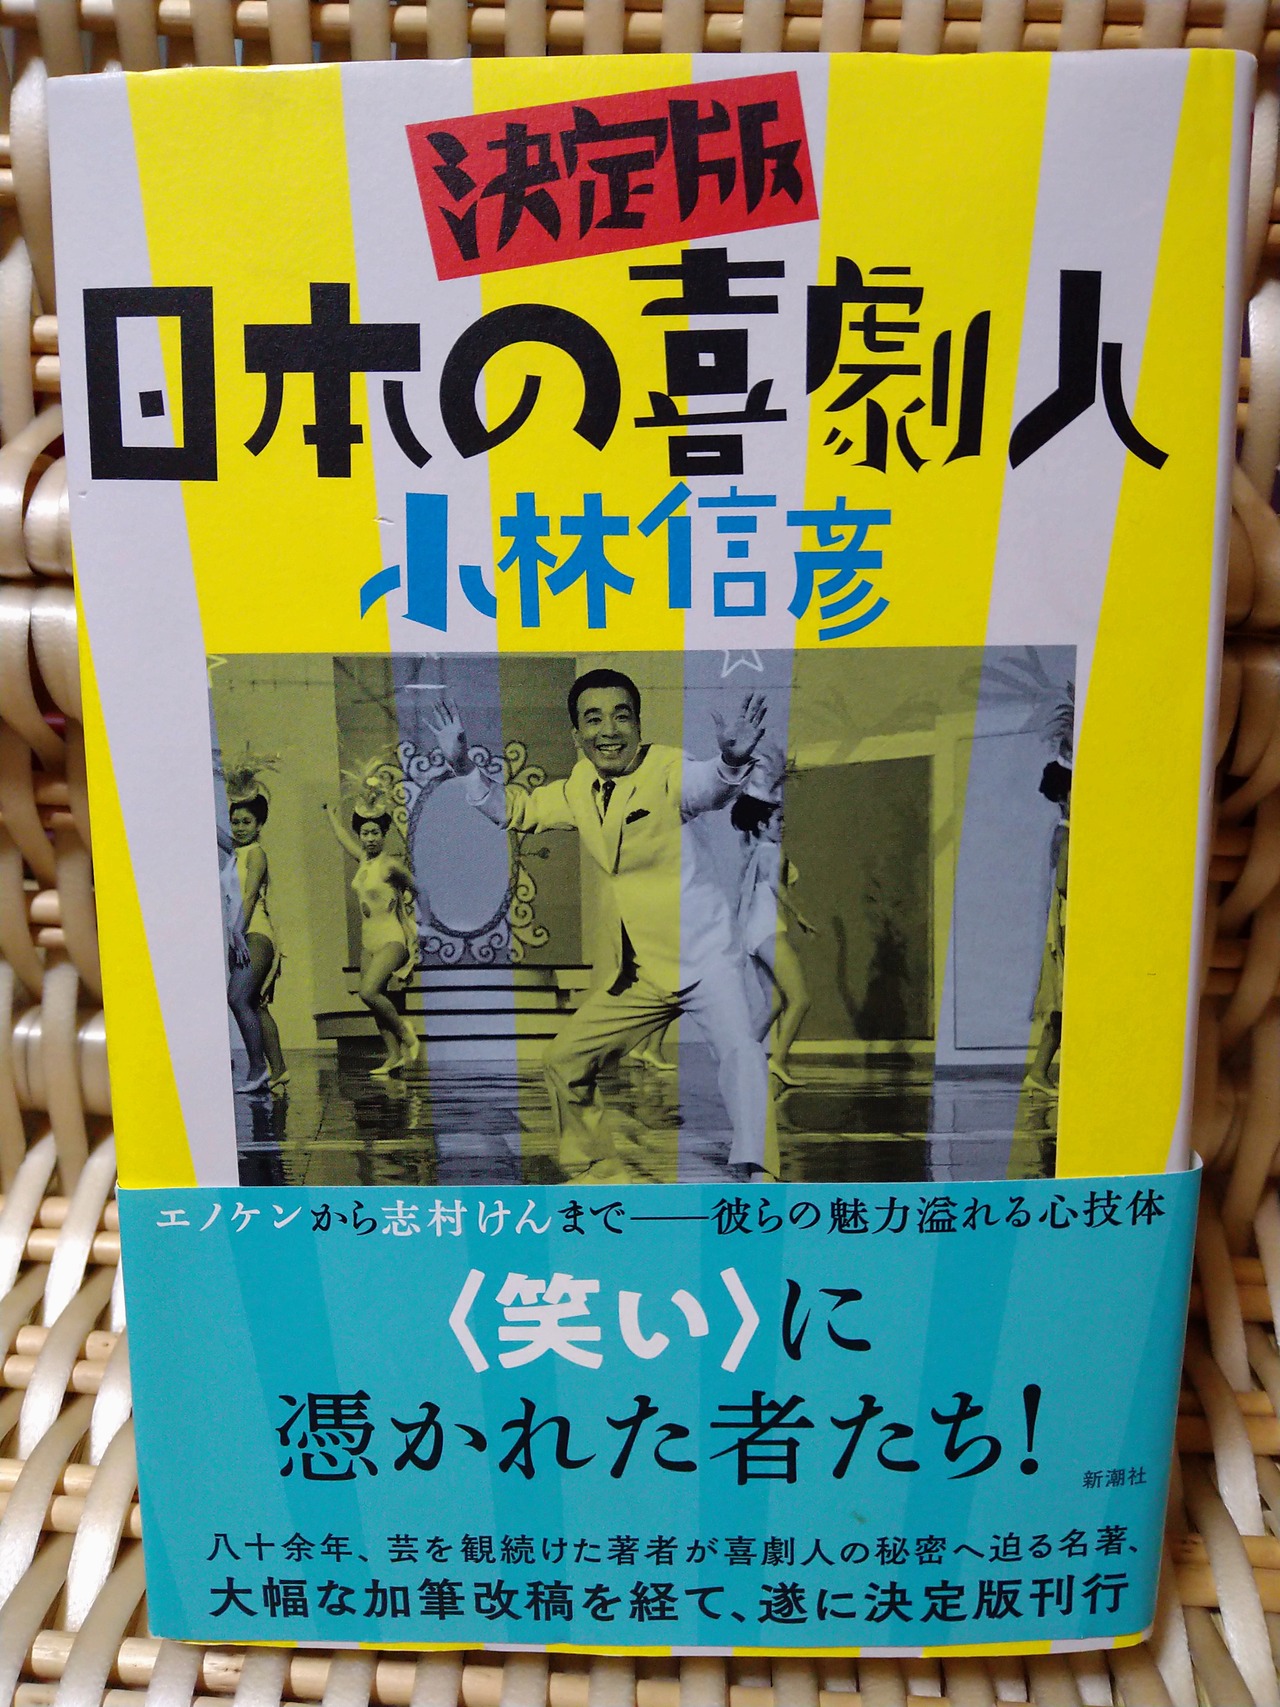 決定版
日本の喜劇人
小林信彦
エノケンから志村けんまで――彼らの魅力溢れる心技体
〈笑い〉に
憑かれた者たち!
新潮社
八十余年、芸を観続けた著者が喜劇人の秘密へ迫る名著、
大幅な加筆改稿を経て、遂に決定版刊行